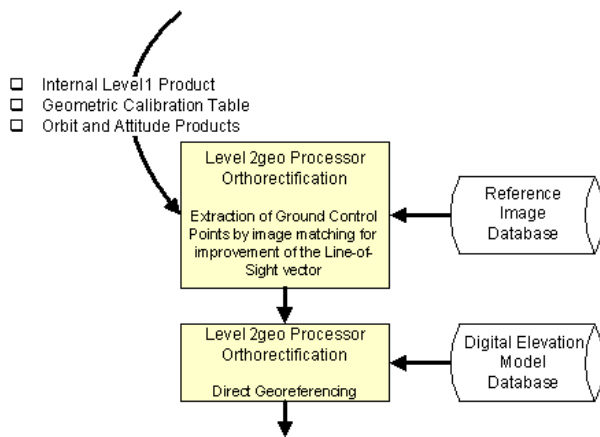 Internal Level1 Product
Geometric Calibration Table
Orbit and Attitude Products
Level 2geo Processor
Orthorectification
Extraction of Ground Control
Points by image matching for
improvement of the Line-of-
Sight vector
Reference
Image
Database
Level 2geo Processor
Orthorectification
Direct Georeferencing
Digital Elevation
Model
Database